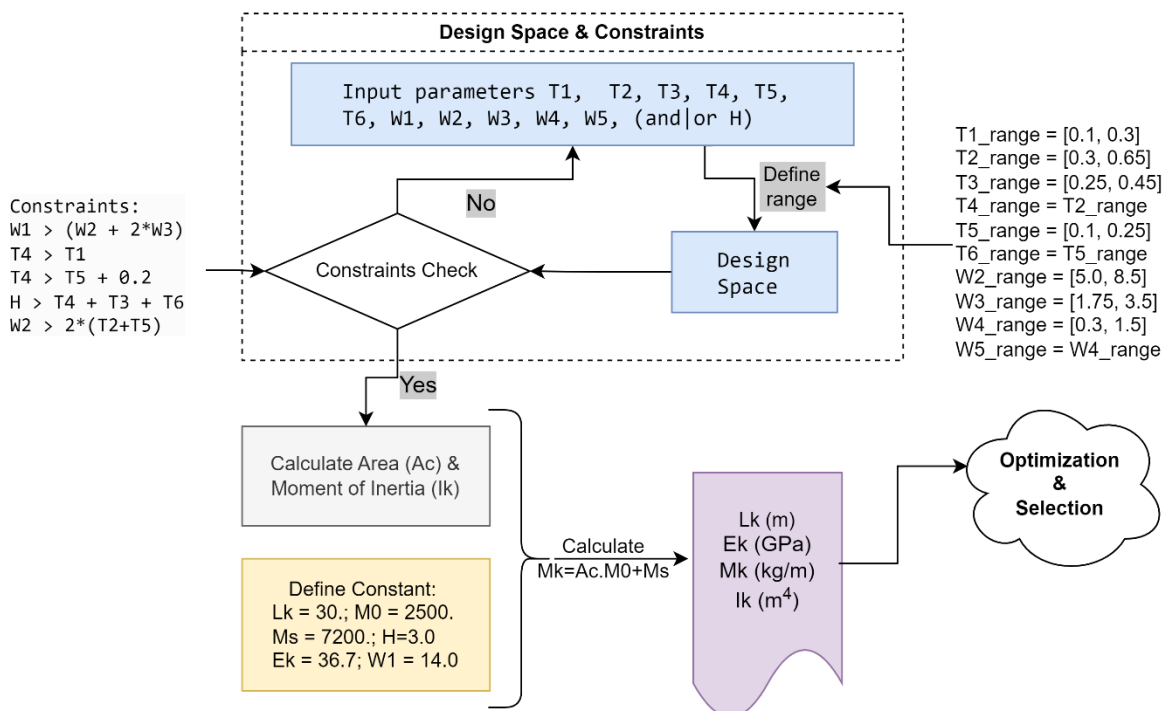 Design Space & Constraints
Input parameters T1, T2, T3, T4, T5,
T6, W1, W2, W3, W4, W5, (and|or H)
No
Define
range
T1_range = [0.1, 0.3]
T2_range = [0.3, 0.65]
T3_range = [0.25, 0.45]
T4_range = T2_range
T5_range = [0.1, 0.25]
T6_range = T5_range
W2_range = [5.0, 8.5]
W3_range = [1.75, 3.5]
W4_range = [0.3, 1.5]
W5_range = W4_range
Constraints:
W1 > (W2 + 2*W3)
T4 > T1
T4 > T5 + 0.2
H > T4 + T3 + T6
W2 > 2*(T2+T5)
Constraints Check
Design
Space
Yes
Calculate Area (Ac) &
Moment of Inertia (Ik)
Define Constant:
Lk = 30.; M0 = 2500.
Ms = 7200.; H=3.0
Ek = 36.7; W1 = 14.0
Calculate
Mk=Ac.M0+Ms
Lk (m)
Ek (GPa)
Mk (kg/m)
Ik (m⁴)
Optimization
&
Selection